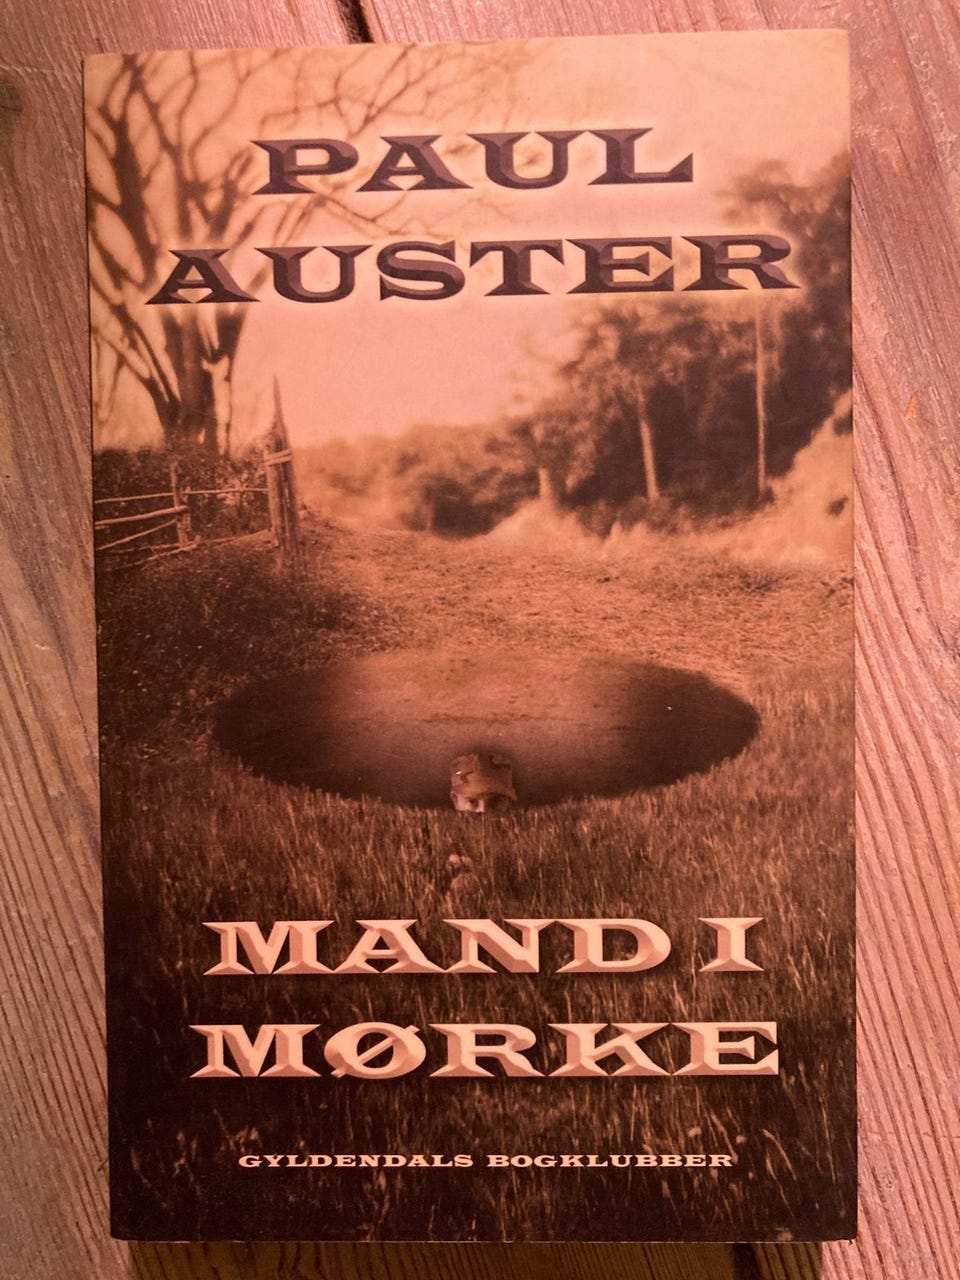 PAUL
AUSTER
MAND I
MØRKE
GYLDENDALS BOGKLUBBER